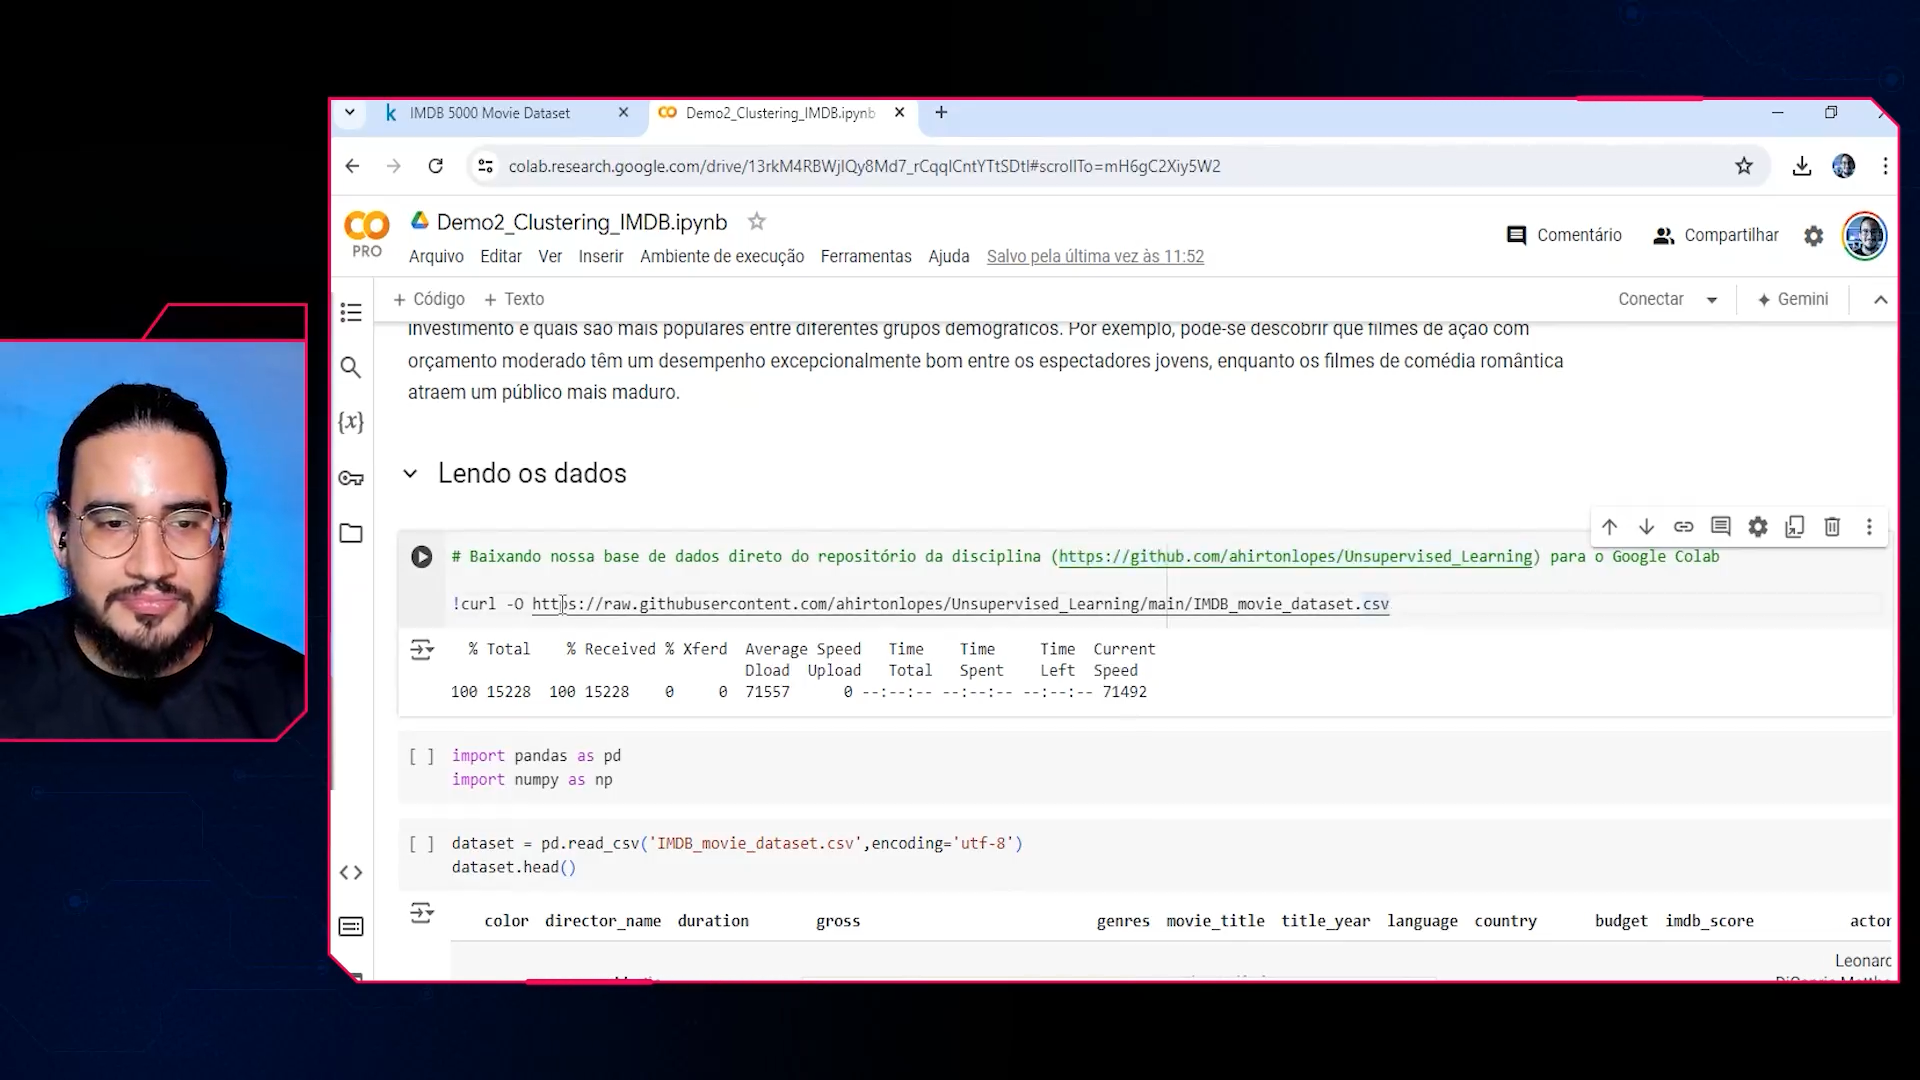 IMDB 5000 Movie Dataset
Demo2_Clustering_IMDB.ipynb
colab.research.google.com/drive/13rkM4RBWjIQy8Md7_rCqqICntYTtSDtl#scrollTo=mH6gC2Xiy5W2
PRO
Demo2_Clustering_IMDB.ipynb
Arquivo Editar Ver Inserir Ambiente de execução Ferramentas Ajuda Salvo pela última vez às 11:52
Comentário Compartilhar
+ Código + Texto
Conectar Gemini
investimento e quais são mais populares entre diferentes grupos demográficos. Por exemplo, pode-se descobrir que filmes de ação com
orçamento moderado têm um desempenho excepcionalmente bom entre os espectadores jovens, enquanto os filmes de comédia romântica
atraem um público mais maduro.
Lendo os dados
# Baixando nossa base de dados direto do repositório da disciplina (https://github.com/ahirtonlopes/Unsupervised_Learning) para o Google Colab
!curl -O https://raw.githubusercontent.com/ahirtonlopes/Unsupervised_Learning/main/IMDB_movie_dataset.csv
% Total % Received % Xferd Average Speed Time Time Time Current
Dload Upload Total Spent Left Speed
100 15228 100 15228 0 0 71557 0 --:--:-- --:--:-- --:--:-- 71492
[ ] import pandas as pd
import numpy as np
[ ] dataset = pd.read_csv('IMDB_movie_dataset.csv',encoding='utf-8')
dataset.head()
color director_name duration gross genres movie_title title_year language country budget imdb_score actor
Leonard